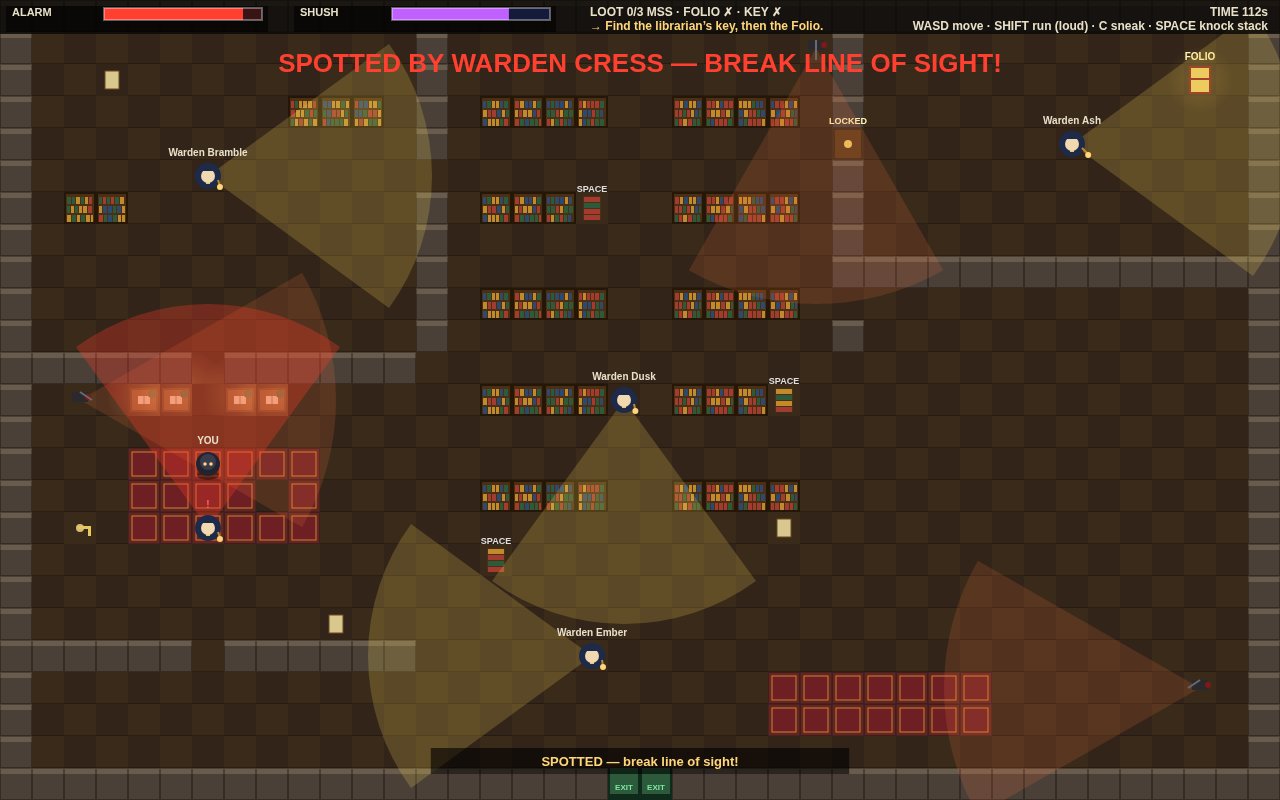 ALARM
SHUSH
LOOT 0/3 MSS · FOLIO ✗ · KEY ✗
→ Find the librarian's key, then the Folio.
TIME 112s
WASD move · SHIFT run (loud) · C sneak · SPACE knock stack
SPOTTED BY WARDEN CRESS — BREAK LINE OF SIGHT!
FOLIO
LOCKED
Warden Ash
Warden Bramble
SPACE
Warden Dusk
SPACE
YOU
!
SPACE
Warden Ember
SPOTTED — break line of sight!
EXIT
EXIT